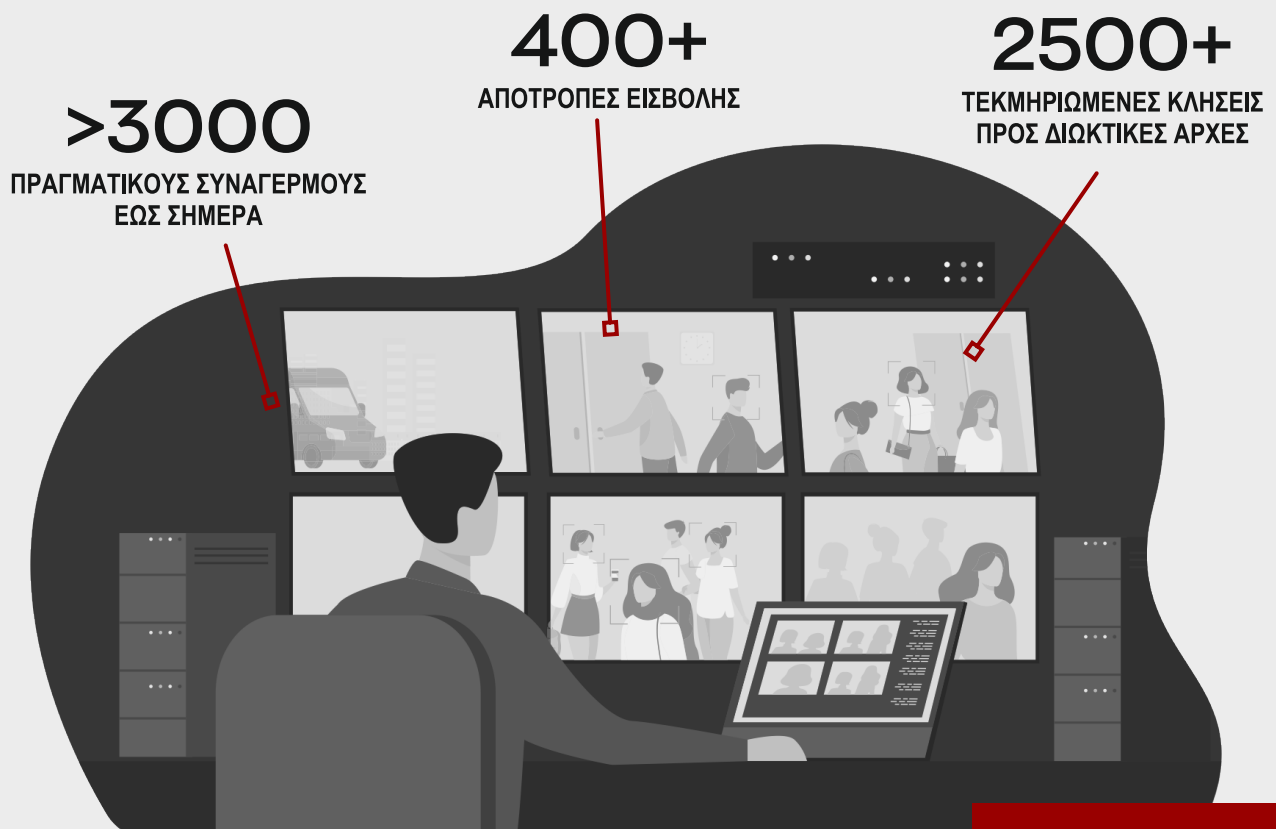 >3000
ΠΡΑΓΜΑΤΙΚΟΥΣ ΣΥΝΑΓΕΡΜΟΥΣ
ΕΩΣ ΣΗΜΕΡΑ
400+
ΑΠΟΤΡΟΠΕΣ ΕΙΣΒΟΛΗΣ
2500+
ΤΕΚΜΗΡΙΩΜΕΝΕΣ ΚΛΗΣΕΙΣ
ΠΡΟΣ ΔΙΩΚΤΙΚΕΣ ΑΡΧΕΣ